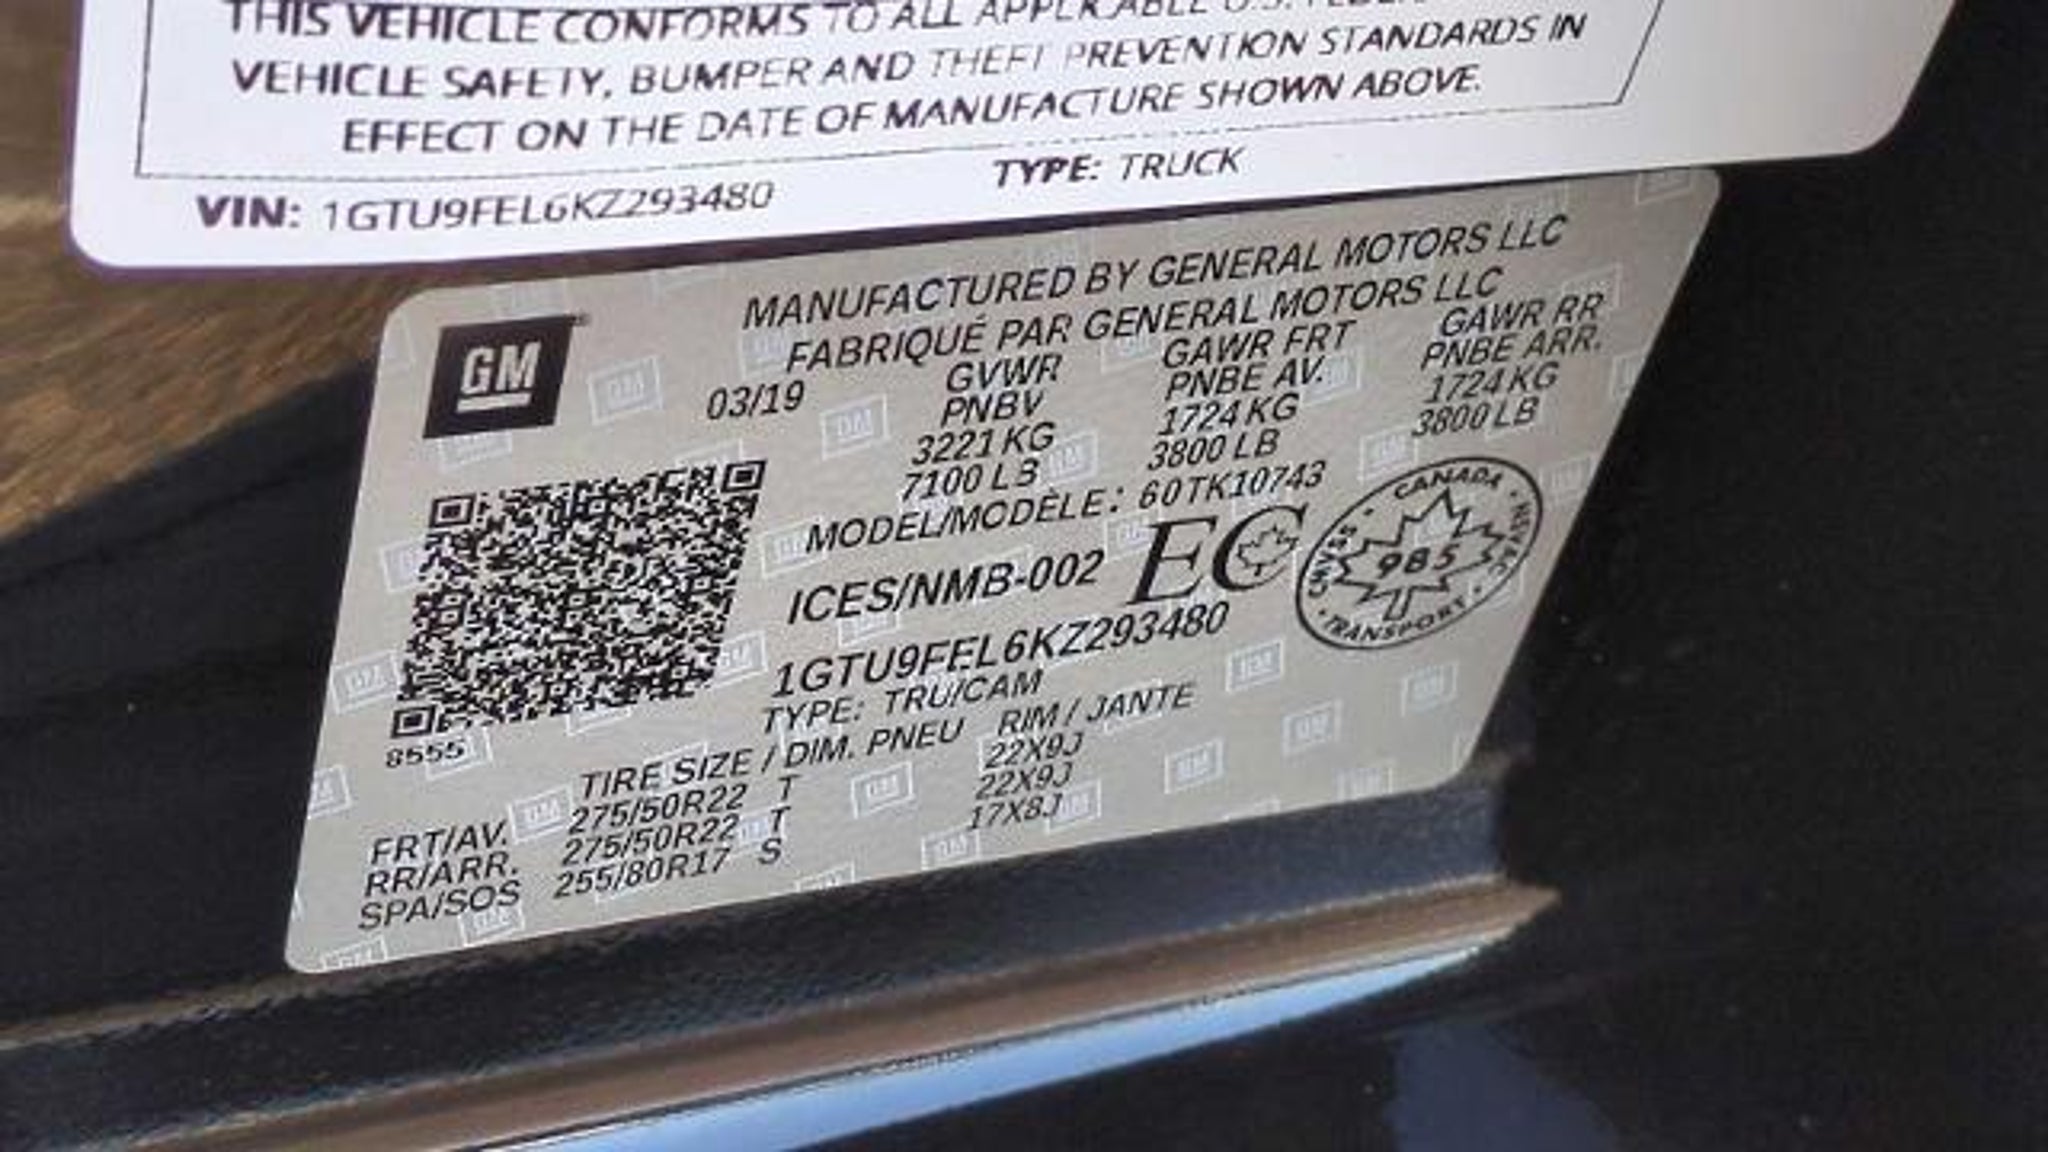 THIS VEHICLE CONFORMS TO ALL APPLICABLE U.S.
VEHICLE SAFETY, BUMPER AND THEFT PREVENTION STANDARDS IN
EFFECT ON THE DATE OF MANUFACTURE SHOWN ABOVE.
VIN: 1GTU9FEL6KZ293480 TYPE: TRUCK
MANUFACTURED BY GENERAL MOTORS LLC
FABRIQUÉ PAR GENERAL MOTORS LLC
GM
03/19
GVWR GAWR FRT GAWR RR
PNBV PNBE AV. PNBE ARR.
3221 KG 1724 KG 1724 KG
7100 LB 3800 LB 3800 LB
MODEL/MODÈLE: 60TK10743
ICES/NMB-002 EC
CANADA
985
TRANSPORT
1GTU9FEL6KZ293480
TYPE: TRU/CAM
8555
TIRE SIZE / DIM. PNEU RIM / JANTE
FRT/AV. 275/50R22 T 22X9J
RR/ARR. 275/50R22 T 22X9J
SPA/SOS 255/80R17 S 17X8J